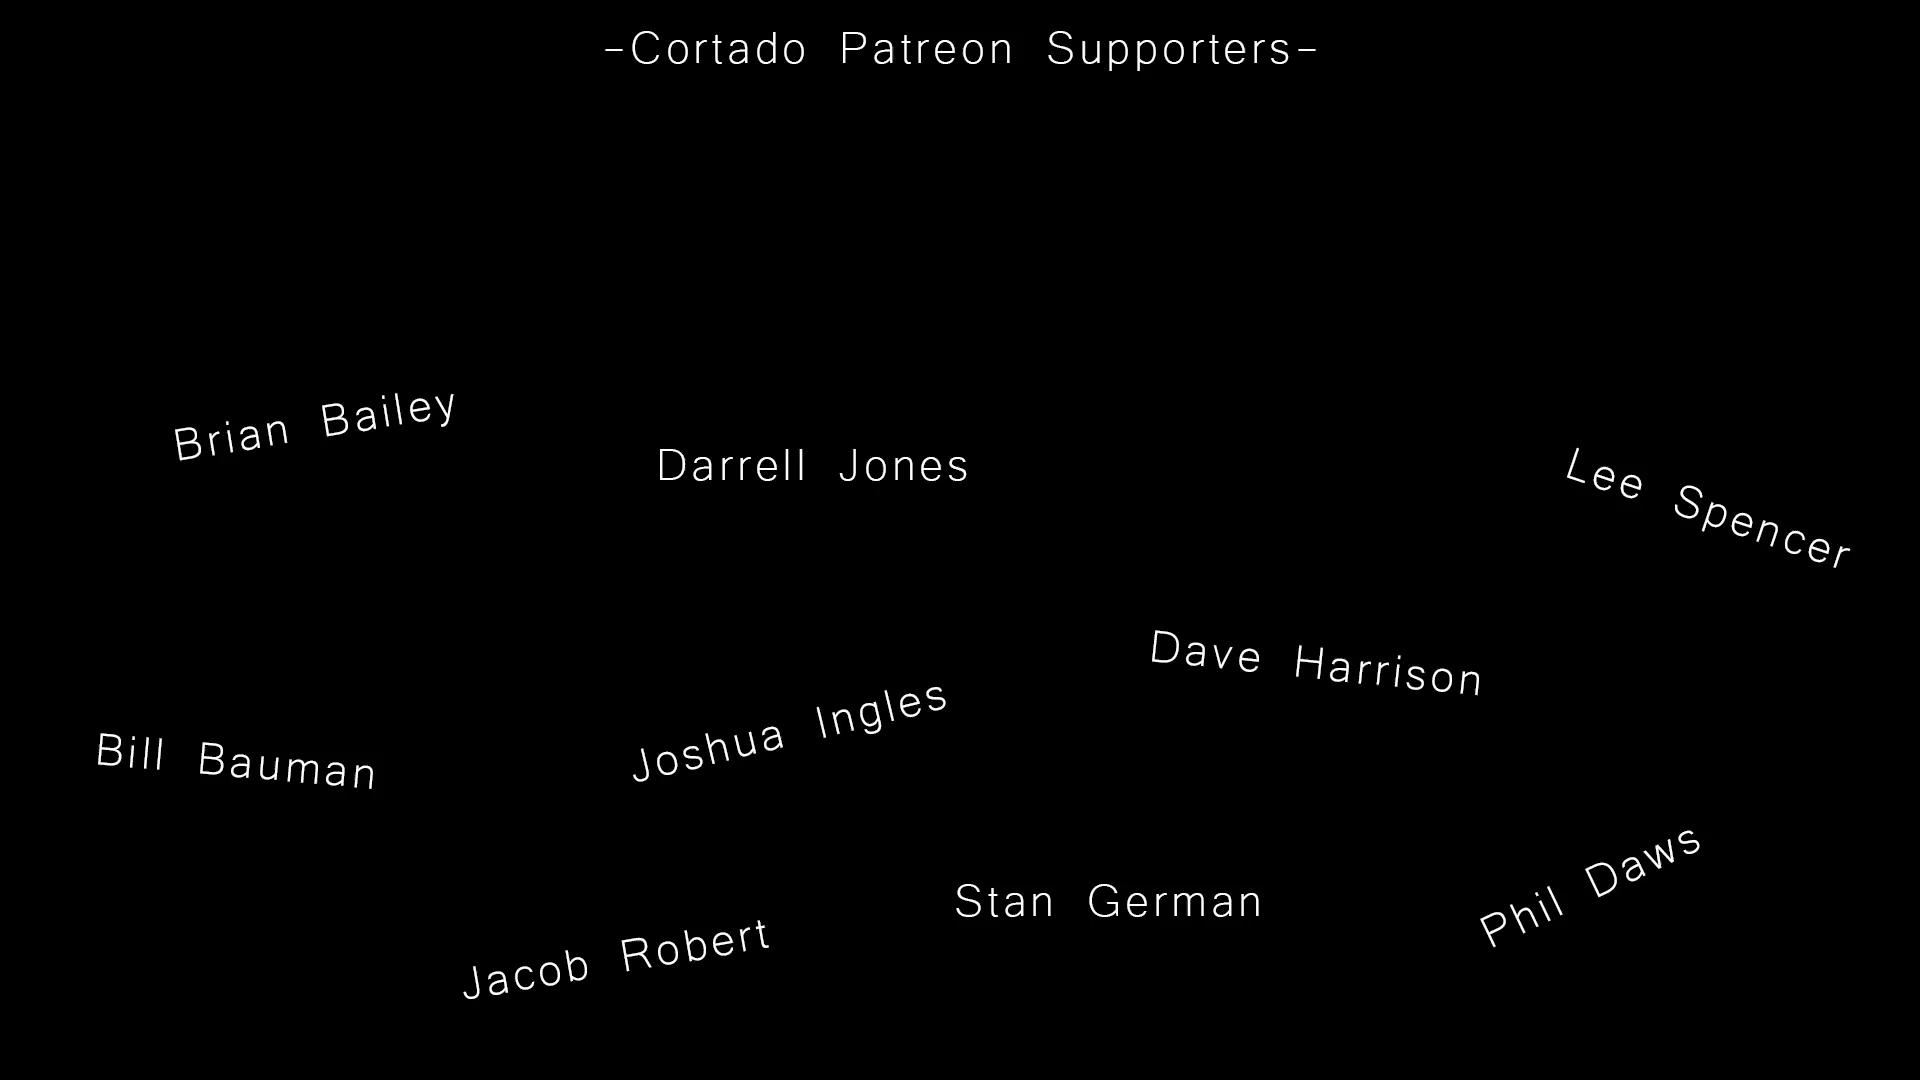 -Cortado Patreon Supporters-
Brian Bailey
Darrell Jones
Lee Spencer
Dave Harrison
Bill Bauman
Joshua Ingles
Stan German
Phil Daws
Jacob Robert